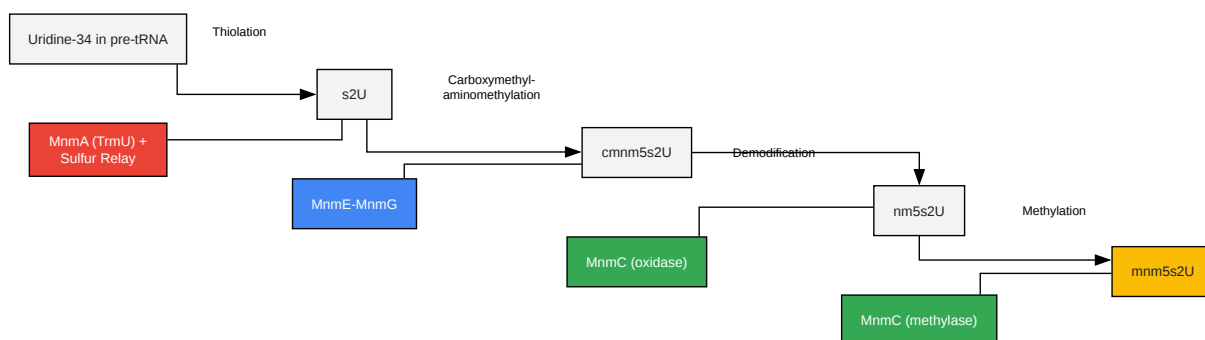 Uridine-34 in pre-tRNA
Thiolation
s2U
Carboxymethyl-
aminomethylation
MnmA (TrmU) +
Sulfur Relay
cmnm5s2U
Demodification
MnmE-MnmG
nm5s2U
Methylation
MnmC (oxidase)
mnm5s2U
MnmC (methylase)